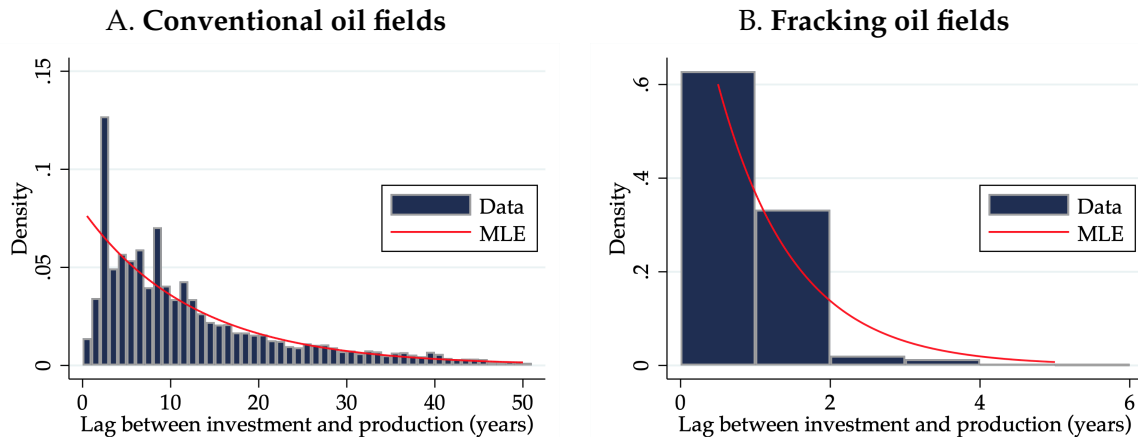 A. Conventional oil fields
.15
.1
.05
0
Density
Data
MLE
0 10 20 30 40 50
Lag between investment and production (years)
B. Fracking oil fields
.6
.4
.2
0
Density
Data
MLE
0 2 4 6
Lag between investment and production (years)